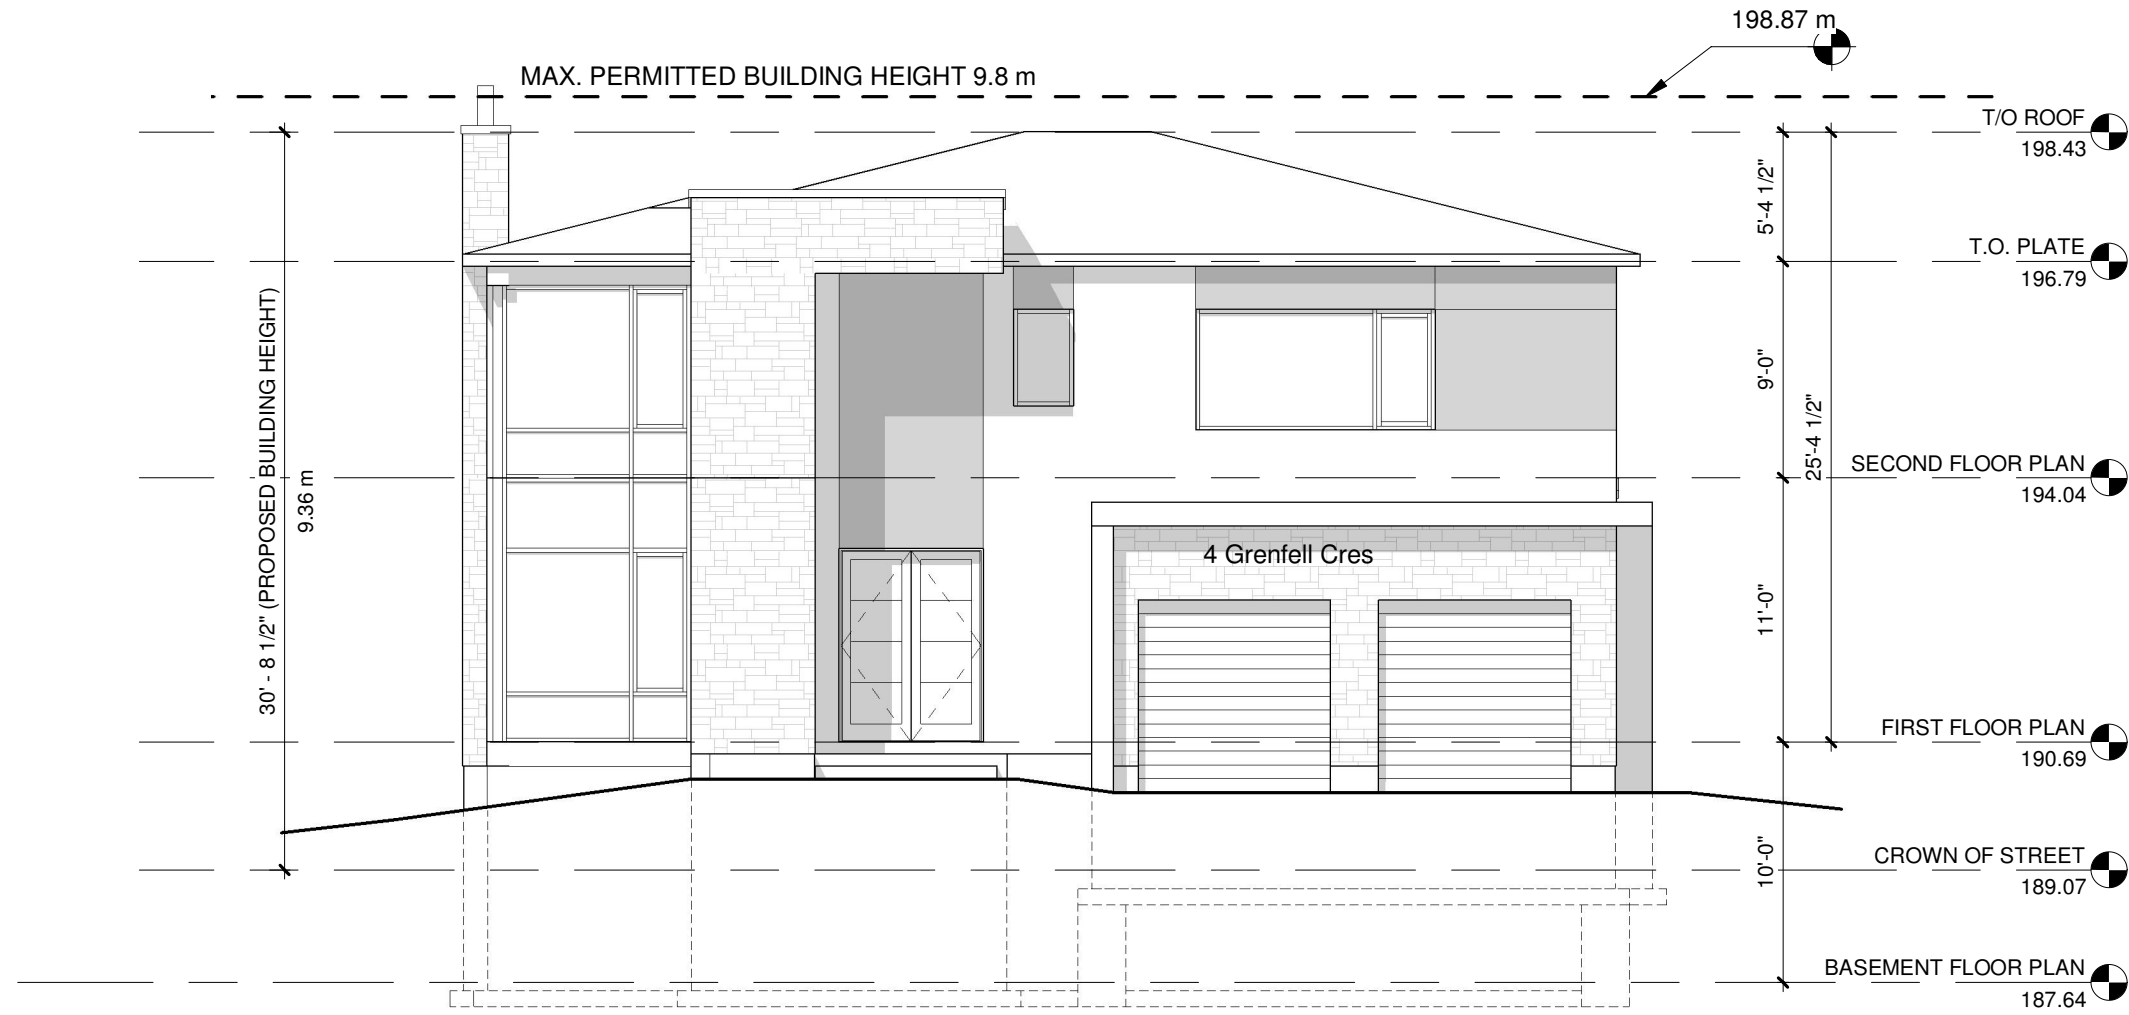 198.87 m
MAX. PERMITTED BUILDING HEIGHT 9.8 m
T/O ROOF
198.43
5'-4 1/2"
T.O. PLATE
196.79
30' - 8 1/2" (PROPOSED BUILDING HEIGHT)
9.36 m
9'-0"
25'-4 1/2"
SECOND FLOOR PLAN
194.04
4 Grenfell Cres
11'-0"
FIRST FLOOR PLAN
190.69
10'-0"
CROWN OF STREET
189.07
BASEMENT FLOOR PLAN
187.64